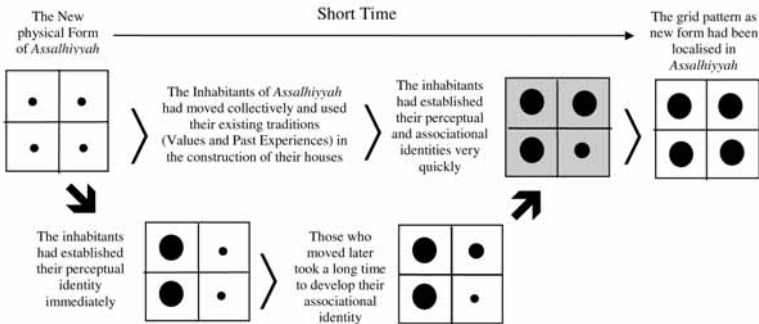 Short Time
The New
physical Form
of Assalhiyyah
The Inhabitants of Assalhiyyah
had moved collectively and used
their existing traditions
(Values and Past Experiences) in
the construction of their houses
The inhabitants
had established
their perceptual
and associational
identities very
quickly
The grid pattern as
new form had been
localised in
Assalhiyyah
The inhabitants
had established
their perceptual
identity
immediately
Those who
moved later
took a long time
to develop their
associational
identity